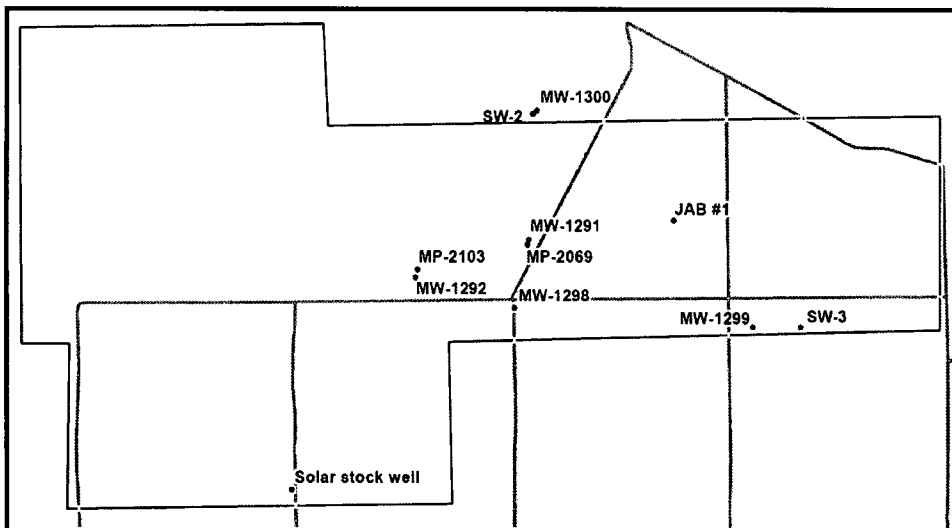 MW-1300
SW-2
JAB #1
MW-1291
MP-2069
MP-2103
MW-1292
MW-1298
MW-1299
SW-3
Solar stock well